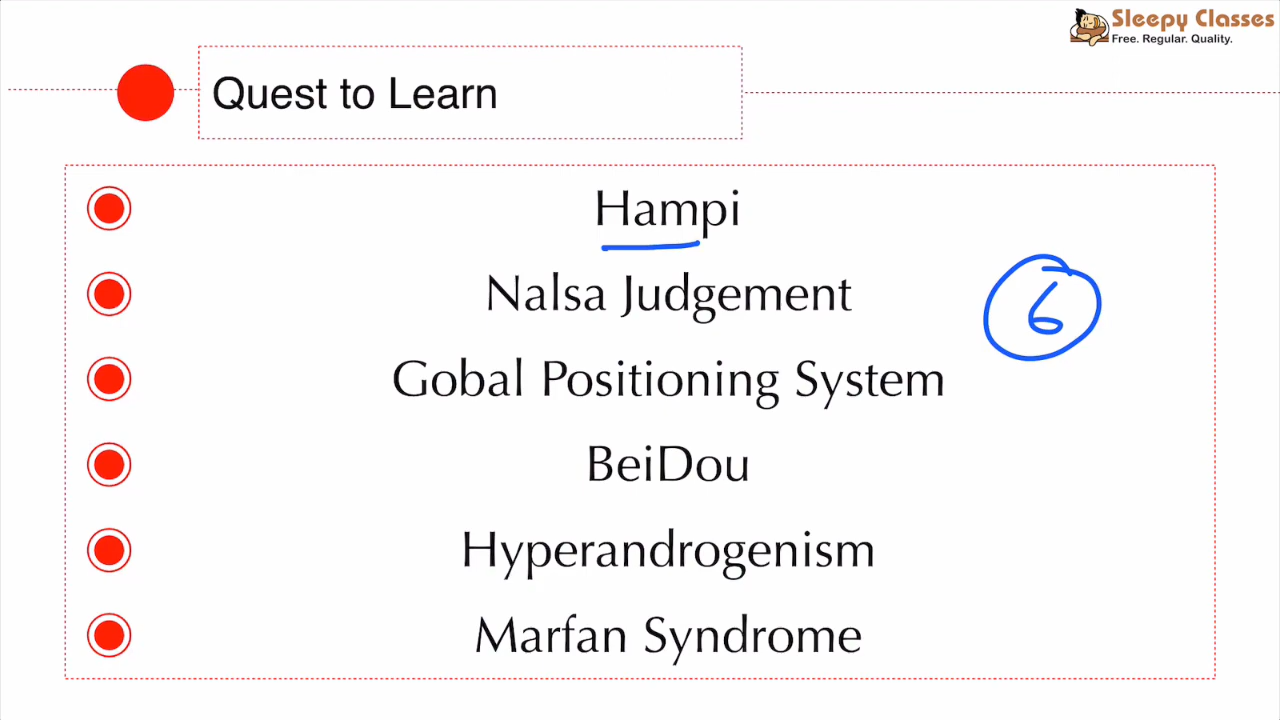 Sleepy Classes
Free. Regular. Quality.
Quest to Learn
Hampi
Nalsa Judgement
6
Gobal Positioning System
BeiDou
Hyperandrogenism
Marfan Syndrome